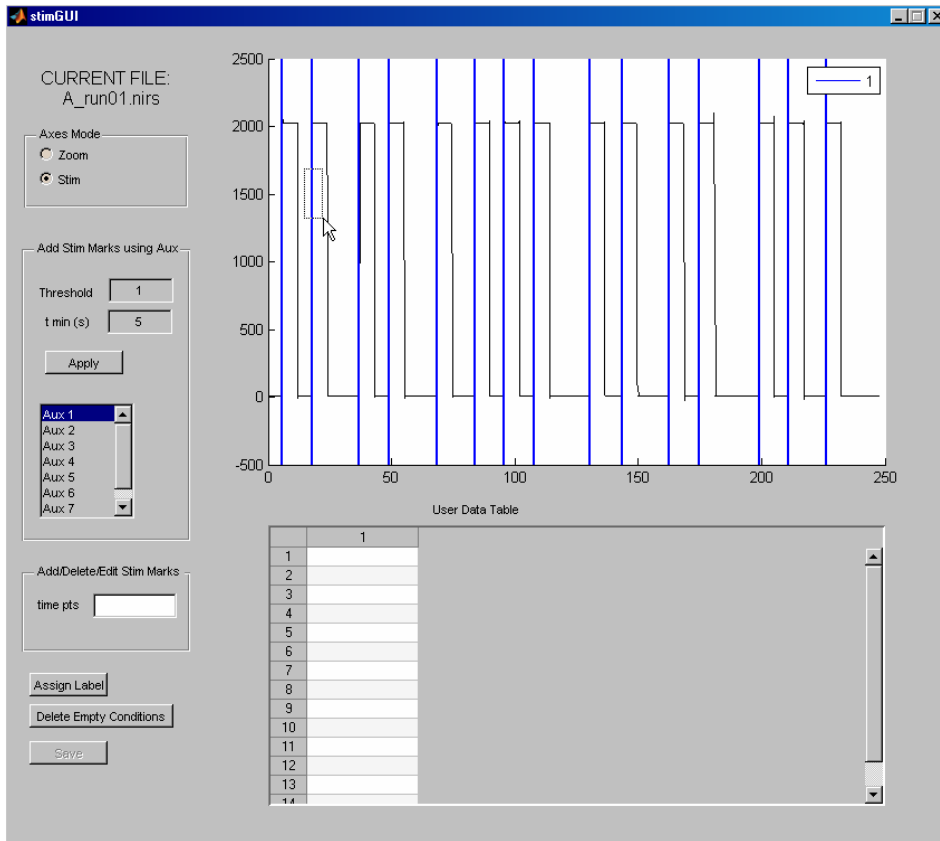 stimGUI
CURRENT FILE:
A_run01.nirs
Axes Mode
Zoom
Stim
Add Stim Marks using Aux
Threshold 1
t min (s) 5
Apply
Aux 1
Aux 2
Aux 3
Aux 4
Aux 5
Aux 6
Aux 7
Add/Delete/Edit Stim Marks
time pts
Assign Label
Delete Empty Conditions
Save
2500
2000
1500
1000
500
0
-500
0 50 100 150 200 250
1
User Data Table
1
1
2
3
4
5
6
7
8
9
10
11
12
13
14